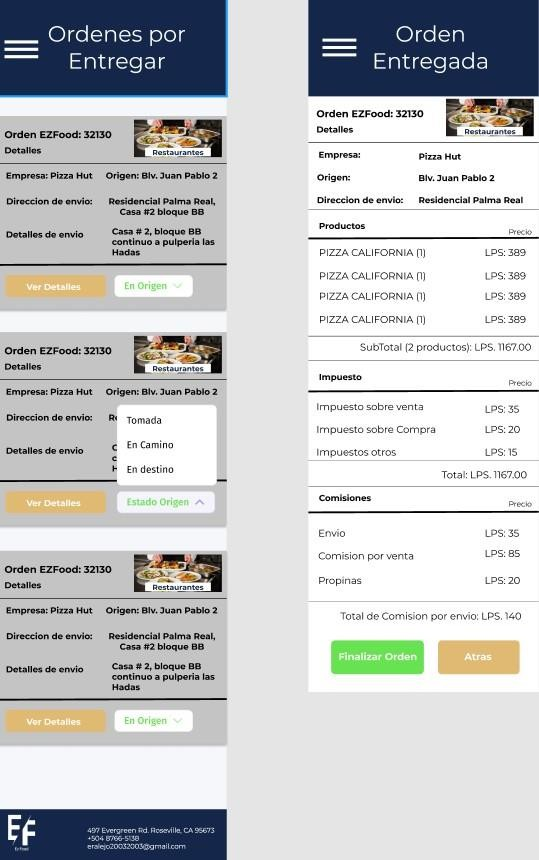 Ordenes por
Entregar
Orden EZFood: 32130
Detalles
Restaurantes
Empresa: Pizza Hut
Origen: Blv. Juan Pablo 2
Direccion de envio:
Residencial Palma Real,
Casa #2 bloque BB
Detalles de envio
Casa # 2, bloque BB
continuo a pulperia las
Hadas
Ver Detalles
En Origen
Orden EZFood: 32130
Detalles
Restaurantes
Empresa: Pizza Hut
Origen: Blv. Juan Pablo 2
Direccion de envio:
Detalles de envio
Tomada
En Camino
En destino
Ver Detalles
Estado Origen
Orden EZFood: 32130
Detalles
Restaurantes
Empresa: Pizza Hut
Origen: Blv. Juan Pablo 2
Direccion de envio:
Residencial Palma Real,
Casa #2 bloque BB
Detalles de envio
Casa # 2, bloque BB
continuo a pulperia las
Hadas
Ver Detalles
En Origen
EF
Ez Food
497 Evergreen Rd. Roseville, CA 95673
+504 8766-5138
eralejo20032003@gmail.com
Orden
Entregada
Orden EZFood: 32130
Detalles
Restaurantes
Empresa:
Pizza Hut
Origen:
Blv. Juan Pablo 2
Direccion de envio:
Residencial Palma Real
Productos
Precio
PIZZA CALIFORNIA (1)
LPS: 389
PIZZA CALIFORNIA (1)
LPS: 389
PIZZA CALIFORNIA (1)
LPS: 389
PIZZA CALIFORNIA (1)
LPS: 389
SubTotal (2 productos): LPS. 1167.00
Impuesto
Precio
Impuesto sobre venta
LPS: 35
Impuesto sobre Compra
LPS: 20
Impuestos otros
LPS: 15
Total: LPS. 1167.00
Comisiones
Precio
Envio
LPS: 35
Comision por venta
LPS: 85
Propinas
LPS: 20
Total de Comision por envio: LPS. 140
Finalizar Orden
Atras